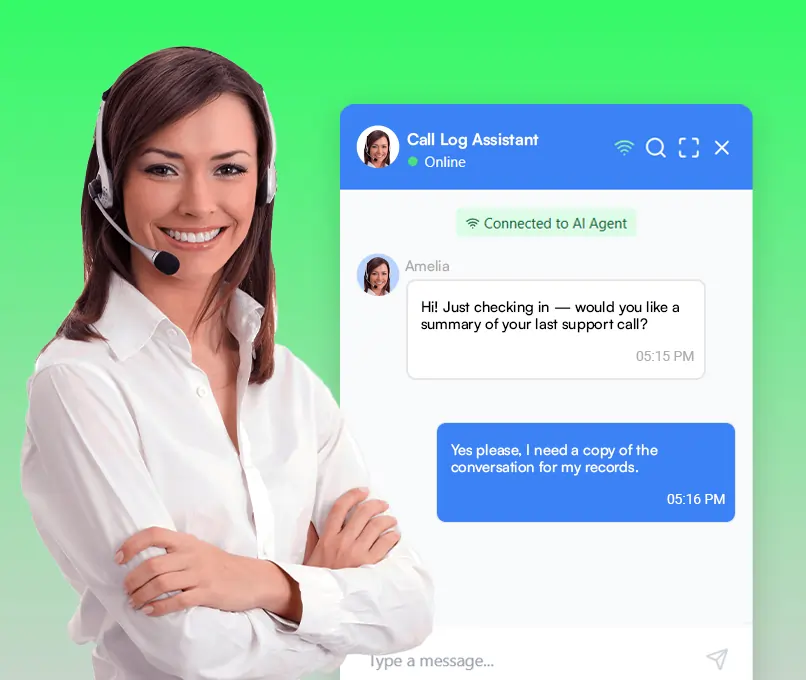 Call Log Assistant
Online
Connected to AI Agent
Amelia
Hi! Just checking in — would you like a
summary of your last support call?
05:15 PM
Yes please, I need a copy of the
conversation for my records.
05:16 PM
Type a message...